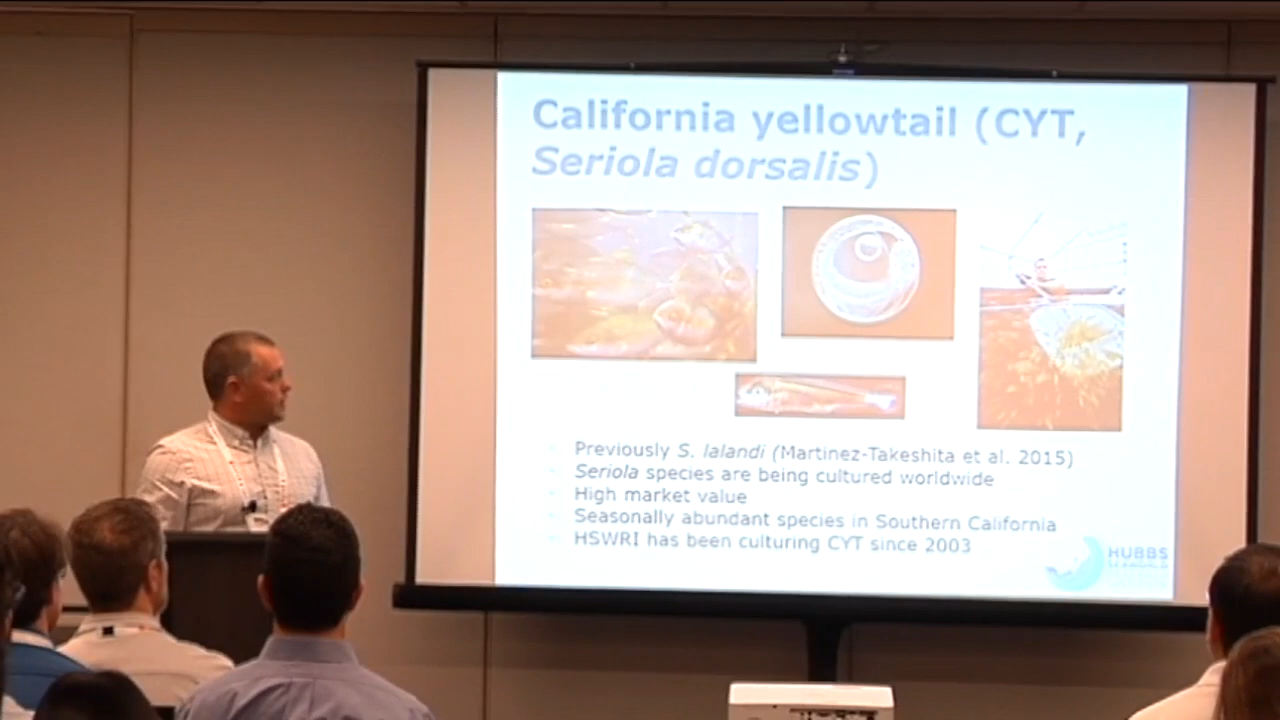 California yellowtail (CYT,
Seriola dorsalis)
Previously S. lalandi (Martinez-Takeshita et al. 2015)
Seriola species are being cultured worldwide
High market value
Seasonally abundant species in Southern California
HSWRI has been culturing CYT since 2003
HUBBS
SEAWORLD